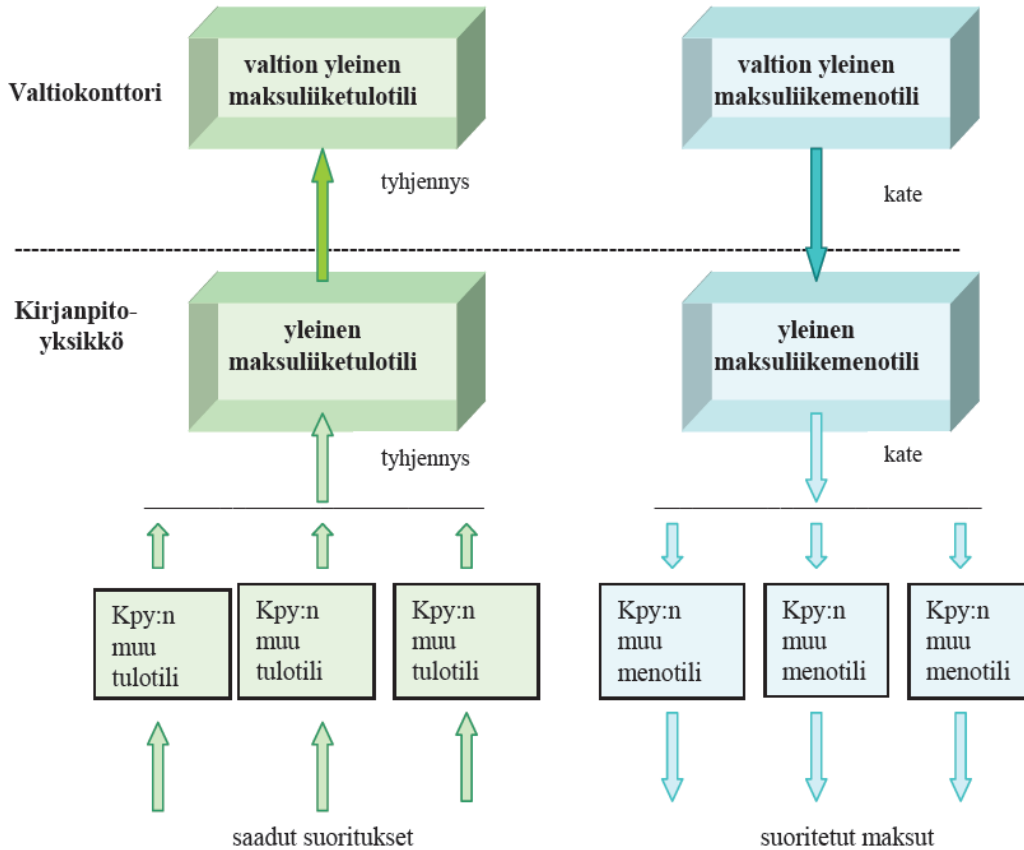 Valtiokonttori
valtion yleinen
maksuliiketulotili
valtion yleinen
maksuliikemenotili
tyhjennys
kate
Kirjanpito-
yksikkö
yleinen
maksuliiketulotili
yleinen
maksuliikemenotili
tyhjennys
kate
Kpy:n
muu
tulotili
Kpy:n
muu
tulotili
Kpy:n
muu
tulotili
Kpy:n
muu
menotili
Kpy:n
muu
menotili
Kpy:n
muu
menotili
saadut suoritukset
suoritetut maksut